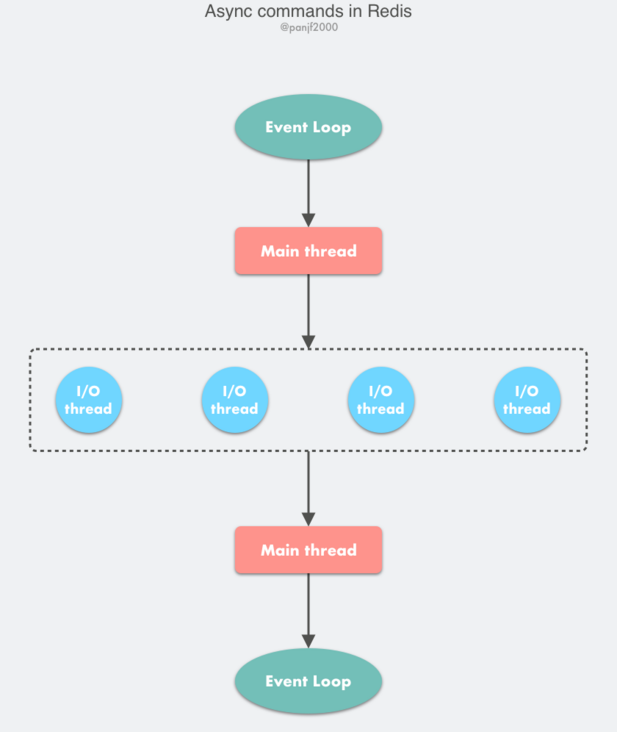 Async commands in Redis
@panjf2000
Event Loop
Main thread
I/O
thread
I/O
thread
I/O
thread
I/O
thread
Main thread
Event Loop